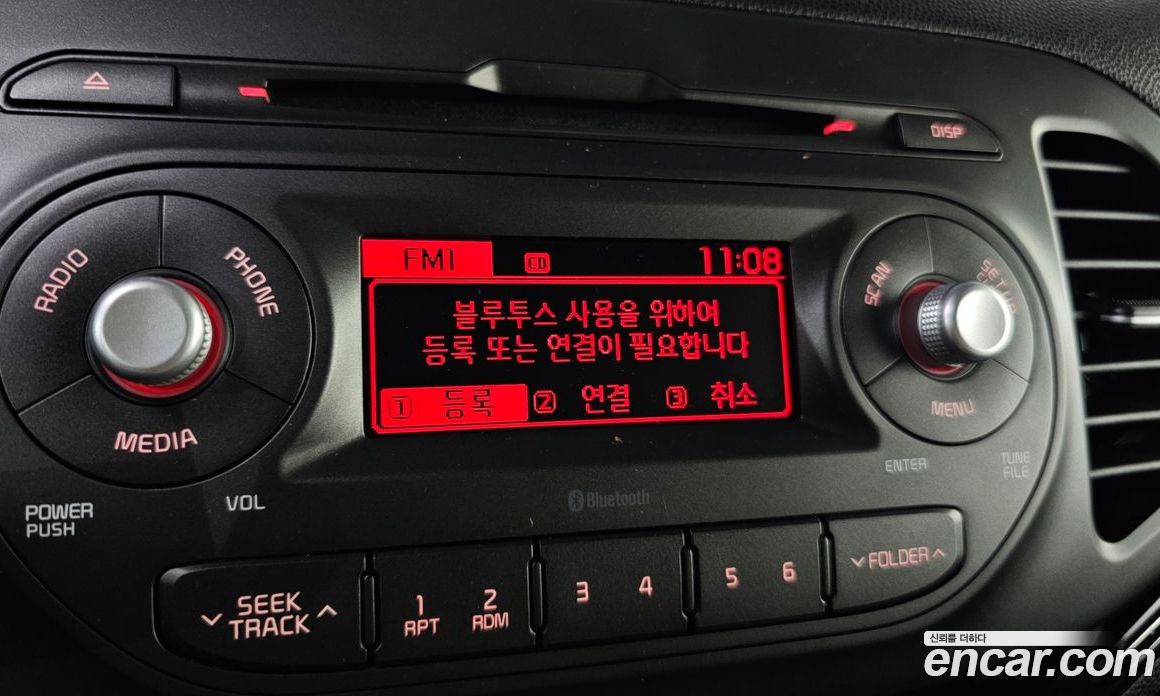 DISP
RADIO
PHONE
MEDIA
FM1 CD 11:08
블루투스 사용을 위하여
등록 또는 연결이 필요합니다
1 등록 2 연결 3 취소
SCAN
SETUP
MENU
POWER
PUSH
VOL
ENTER
TUNE
FILE
Bluetooth
SEEK
TRACK
1
RPT
2
RDM
3 4
5 6
FOLDER
신뢰를 더하다
encar.com